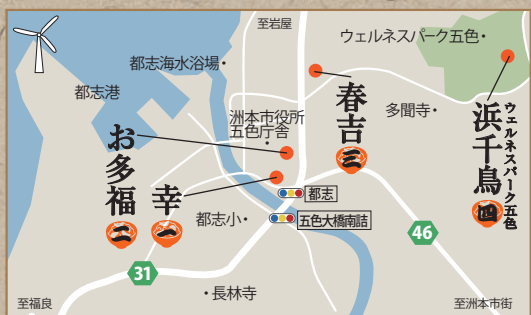 至岩屋
ウェルネスパーク五色・
都志海水浴場・
都志港
洲本市役所
五色庁舎
・
春吉
三
多聞寺・
ウェルネスパーク五色
浜千鳥
四
お多福
二
幸
一
都志
都志小・
五色大橋南詰
46
31
・長林寺
至福良
至洲本市街